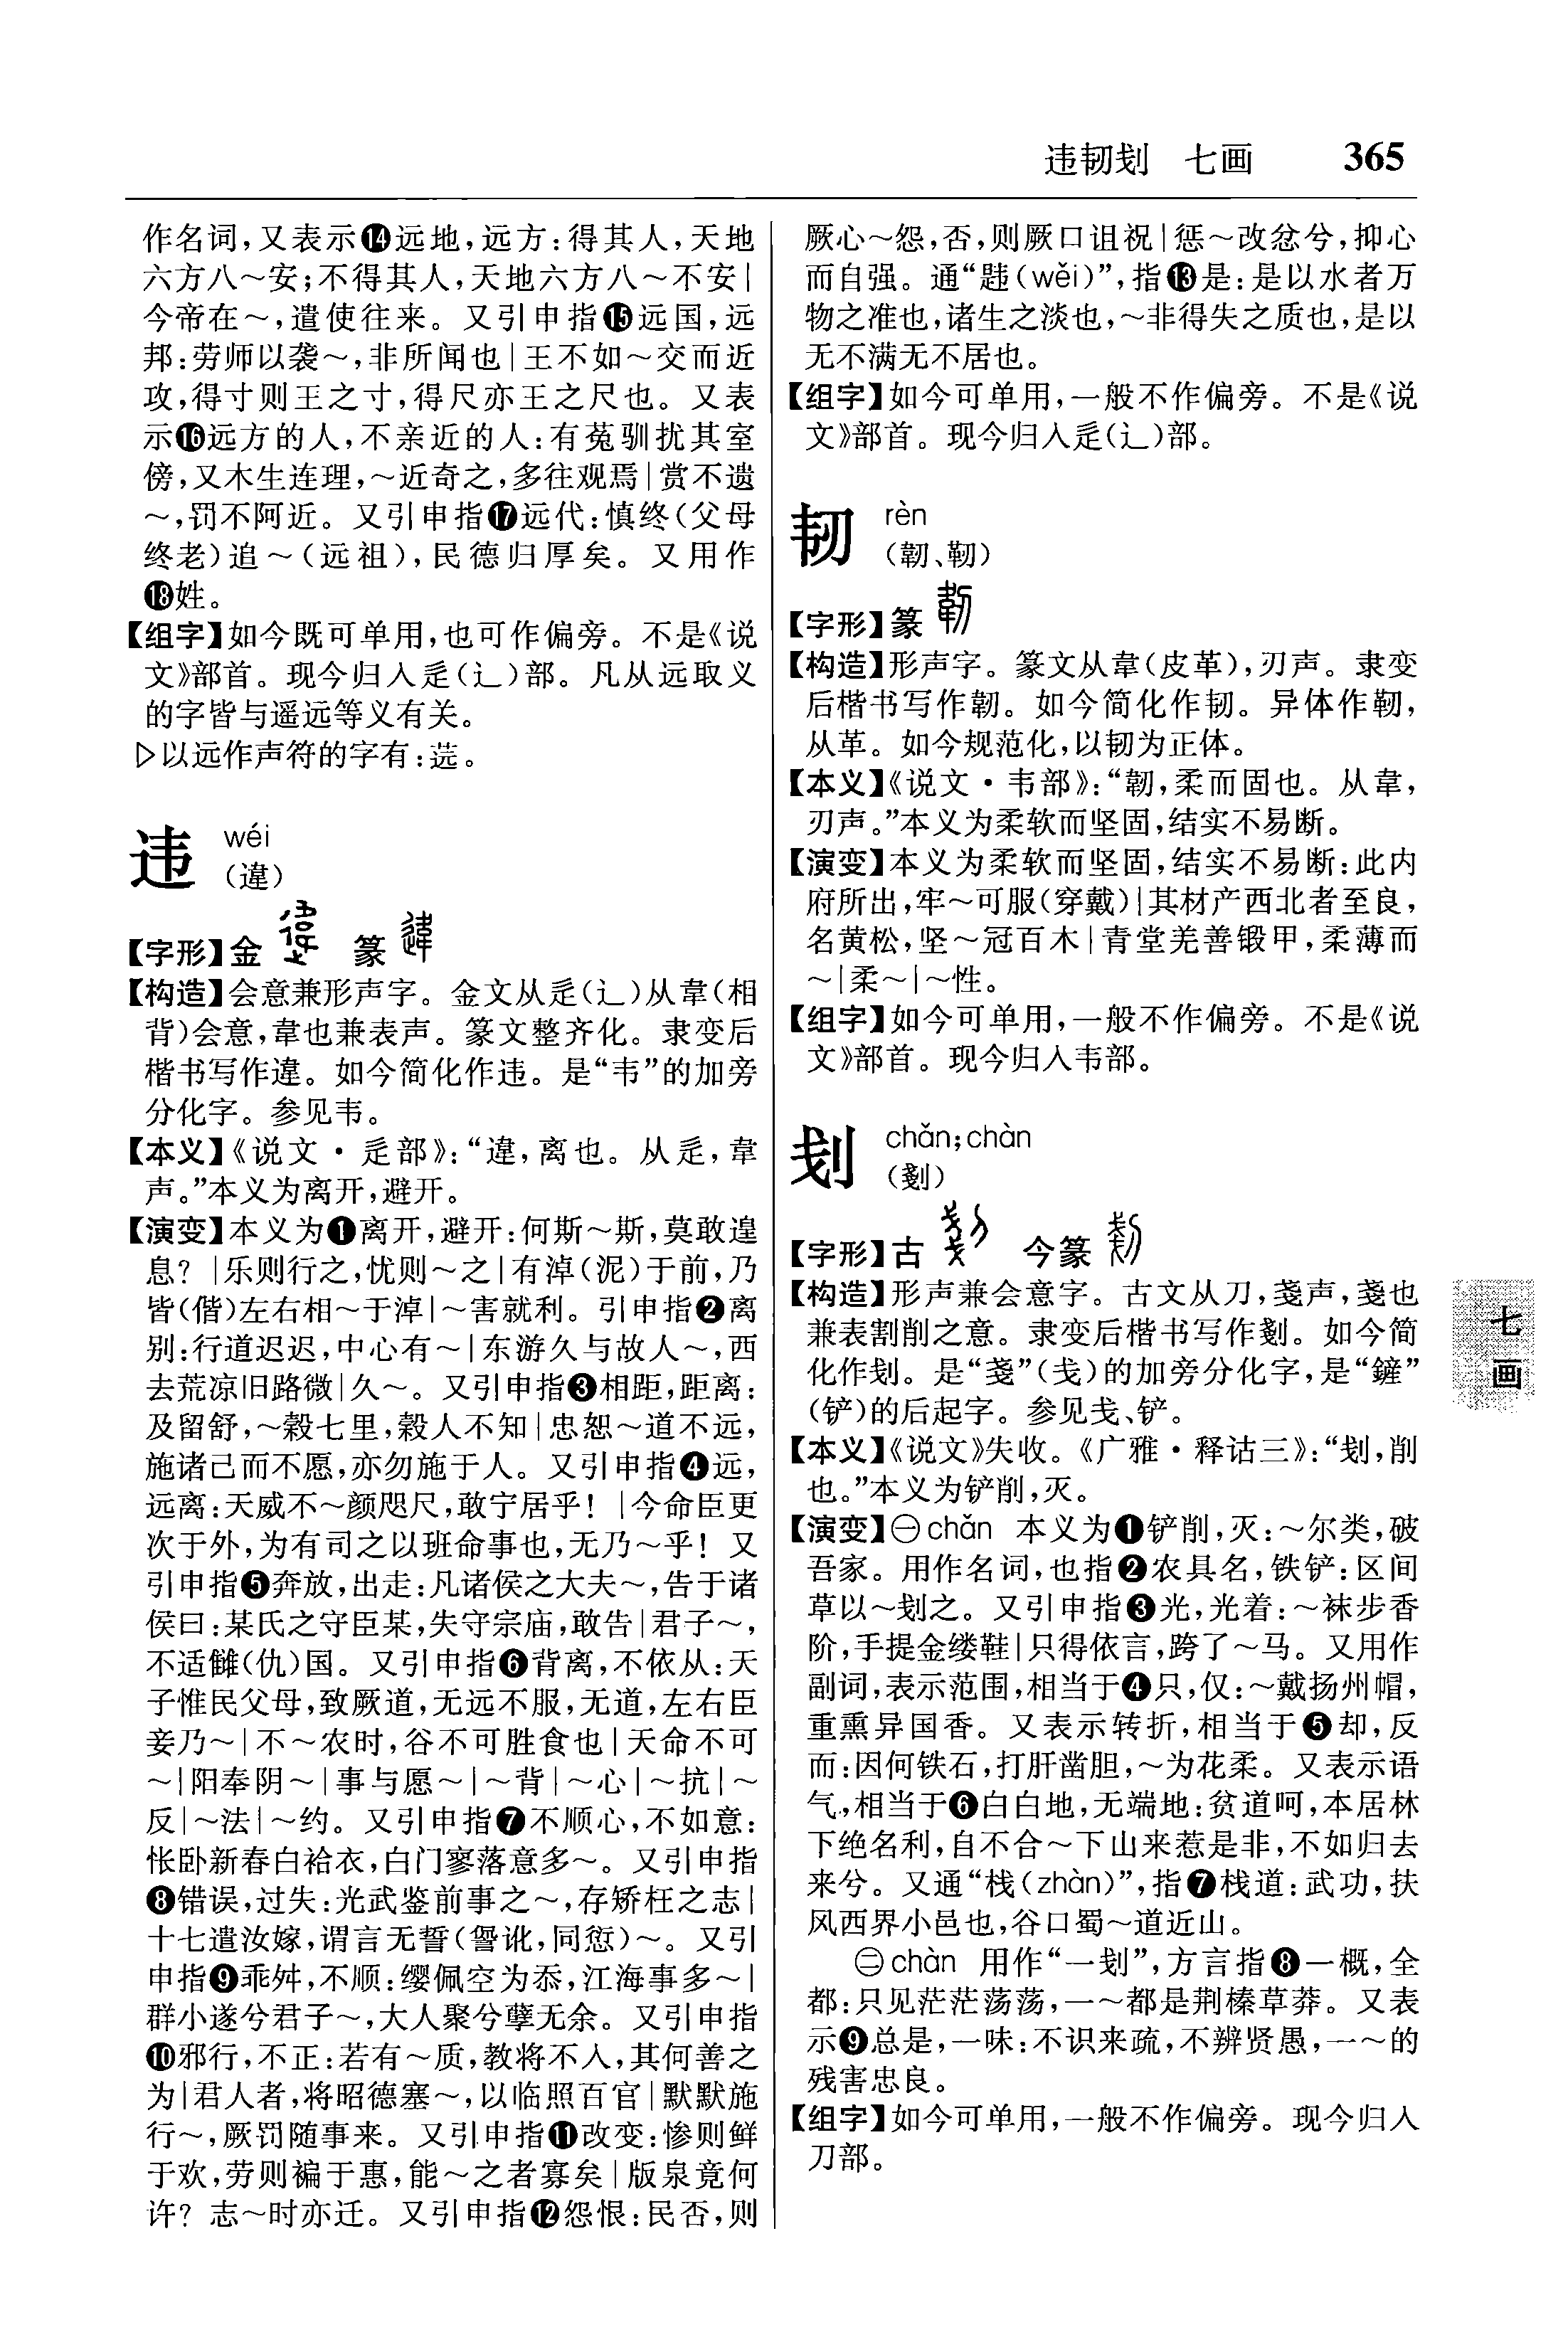 违韧刬 七画 365
作名词,又表示⓮远地,远方:得其人,天地
六方八～安;不得其人,天地六方八～不安|
今帝在～,遣使往来。又引申指⓯远国,远
邦:劳师以袭～,非所闻也|王不如～交而近
攻,得寸则王之寸,得尺亦王之尺也。又表
示⓰远方的人,不亲近的人:有菟驯扰其室
傍,又木生连理,～近奇之,多往观焉|赏不遗
～,罚不阿近。又引申指⓱远代:慎终(父母
终老)追～(远祖),民德归厚矣。又用作
⓲姓。
【组字】如今既可单用,也可作偏旁。不是《说
文》部首。现今归入辵(辶)部。凡从远取义
的字皆与遥远等义有关。
▷以远作声符的字有:薳。
违 wéi
(違)
【字形】金 篆
【构造】会意兼形声字。金文从辵(辶)从韋(相
背)会意,韋也兼表声。篆文整齐化。隶变后
楷书写作違。如今简化作违。是“韦”的加旁
分化字。参见韦。
【本义】《说文·辵部》:“違,离也。从辵,韋
声。”本义为离开,避开。
【演变】本义为❶离开,避开:何斯～斯,莫敢遑
息? |乐则行之,忧则～之|有淖(泥)于前,乃
皆(偕)左右相～于淖|～害就利。引申指❷离
别:行道迟迟,中心有～|东游久与故人～,西
去荒凉旧路微|久～。又引申指❸相距,距离:
及留舒,～穀七里,穀人不知|忠恕～道不远,
施诸己而不愿,亦勿施于人。又引申指❹远,
远离:天威不～颜咫尺,敢宁居乎! |今命臣更
次于外,为有司之以班命事也,无乃～乎! 又
引申指❺奔放,出走:凡诸侯之大夫～,告于诸
侯曰:某氏之守臣某,失守宗庙,敢告|君子～,
不适雠(仇)国。又引申指❻背离,不依从:天
子惟民父母,致厥道,无远不服,无道,左右臣
妾乃～|不～农时,谷不可胜食也|天命不可
～|阳奉阴～|事与愿～|～背|～心|～抗|～
反|～法|～约。又引申指❼不顺心,不如意:
怅卧新春白袷衣,白门寥落意多～。又引申指
❽错误,过失:光武鉴前事之～,存矫枉之志|
十七遣汝嫁,谓言无誓(諐讹,同愆)～。又引
申指❾乖舛,不顺:缨佩空为忝,江海事多～|
群小遂兮君子～,大人聚兮孽无余。又引申指
❿邪行,不正:若有～质,教将不入,其何善之
为|君人者,将昭德塞～,以临照百官|默默施
行～,厥罚随事来。又引申指⓫改变:惨则鲜
于欢,劳则褊于惠,能～之者寡矣|版泉竟何
许? 志～时亦迁。又引申指⓬怨恨:民否,则
厥心～怨,否,则厥口诅祝|惩～改忿兮,抑心
而自强。通“韪(wěi)”,指⓭是:是以水者万
物之准也,诸生之淡也,～非得失之质也,是以
无不满无不居也。
【组字】如今可单用,一般不作偏旁。不是《说
文》部首。现今归入辵(辶)部。
韧 rèn
(韌、靭)
【字形】篆
【构造】形声字。篆文从韋(皮革),刃声。隶变
后楷书写作韌。如今简化作韧。异体作靭,
从革。如今规范化,以韧为正体。
【本义】《说文·韦部》:“韌,柔而固也。从韋,
刃声。”本义为柔软而坚固,结实不易断。
【演变】本义为柔软而坚固,结实不易断:此内
府所出,牢～可服(穿戴)|其材产西北者至良,
名黄松,坚～冠百木|青堂羌善锻甲,柔薄而
～|柔～|～性。
【组字】如今可单用,一般不作偏旁。不是《说
文》部首。现今归入韦部。
刬 chǎn;chàn
(剗)
【字形】古 今篆
【构造】形声兼会意字。古文从刀,戔声,戔也
兼表割削之意。隶变后楷书写作剗。如今简
化作刬。是“戔”(戋)的加旁分化字,是“鏟”
(铲)的后起字。参见戋、铲。
【本义】《说文》失收。《广雅·释诂三》:“刬,削
也。”本义为铲削,灭。
【演变】㊀chǎn 本义为❶铲削,灭:～尔类,破
吾家。用作名词,也指❷农具名,铁铲:区间
草以～刬之。又引申指❸光,光着:～袜步香
阶,手提金缕鞋|只得依言,跨了～马。又用作
副词,表示范围,相当于❹只,仅:～戴扬州帽,
重熏异国香。又表示转折,相当于❺却,反
而:因何铁石,打肝凿胆,～为花柔。又表示语
气,相当于❻白白地,无端地:贫道呵,本居林
下绝名利,自不合～下山来惹是非,不如归去
来兮。又通“栈(zhàn)”,指❼栈道:武功,扶
风西界小邑也,谷口蜀～道近山。
㊁chàn 用作“一刬”,方言指❽一概,全
都:只见茫茫荡荡,一～都是荆榛草莽。又表
示❾总是,一味:不识来疏,不辨贤愚,一～的
残害忠良。
【组字】如今可单用,一般不作偏旁。现今归入
刀部。
七
画